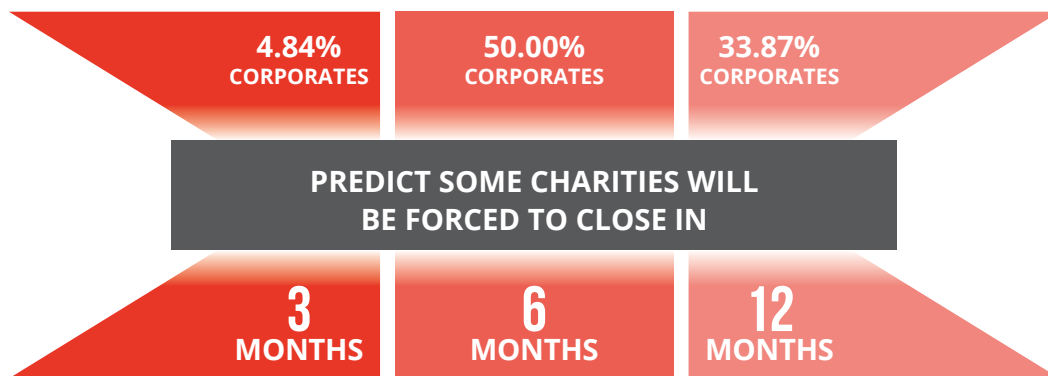 4.84%
CORPORATES
50.00%
CORPORATES
33.87%
CORPORATES
PREDICT SOME CHARITIES WILL
BE FORCED TO CLOSE IN
3
MONTHS
6
MONTHS
12
MONTHS